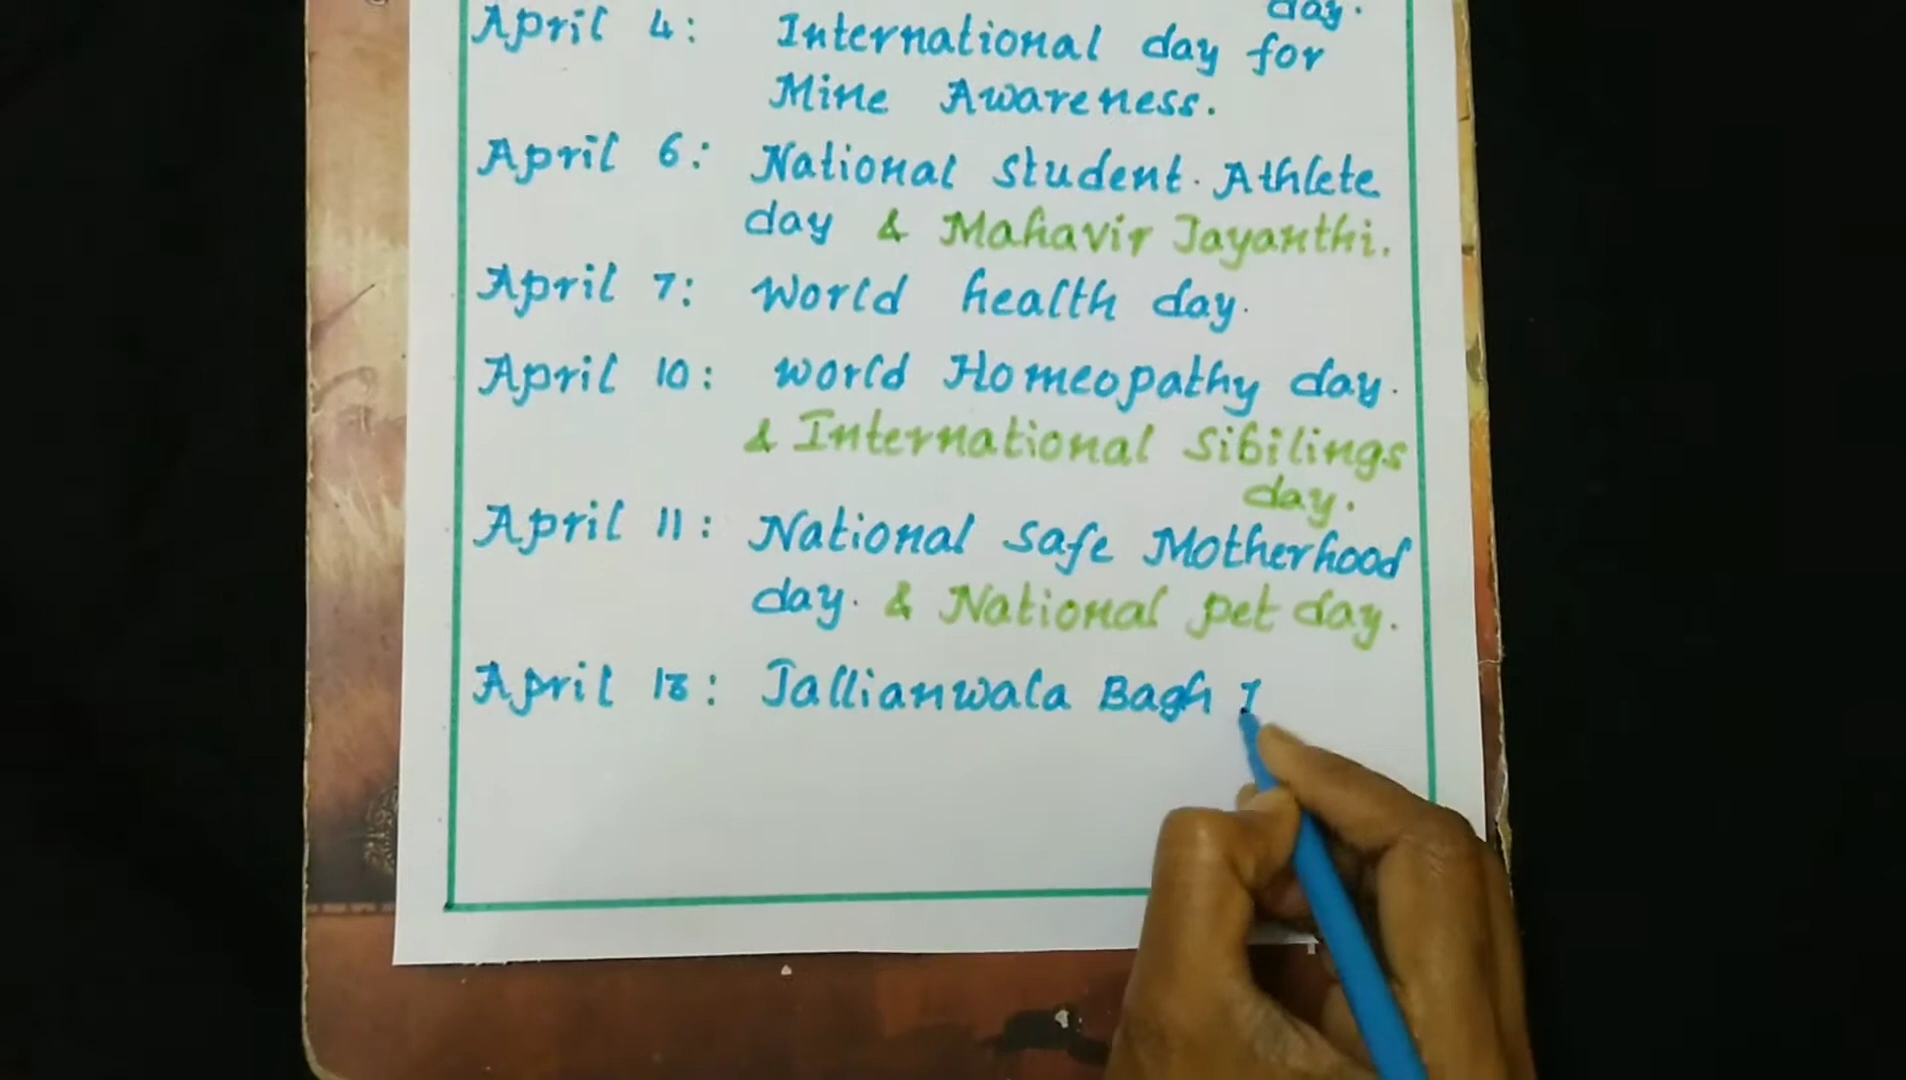 day.
April 4: International day for
Mine Awareness.
April 6: National Student Athlete
day & Mahavir Jayanthi.
April 7: World health day.
April 10: World Homeopathy day.
& International Sibilings
day.
April 11: National Safe Motherhood
day. & National pet day.
April 13: Jallianwala Bagh